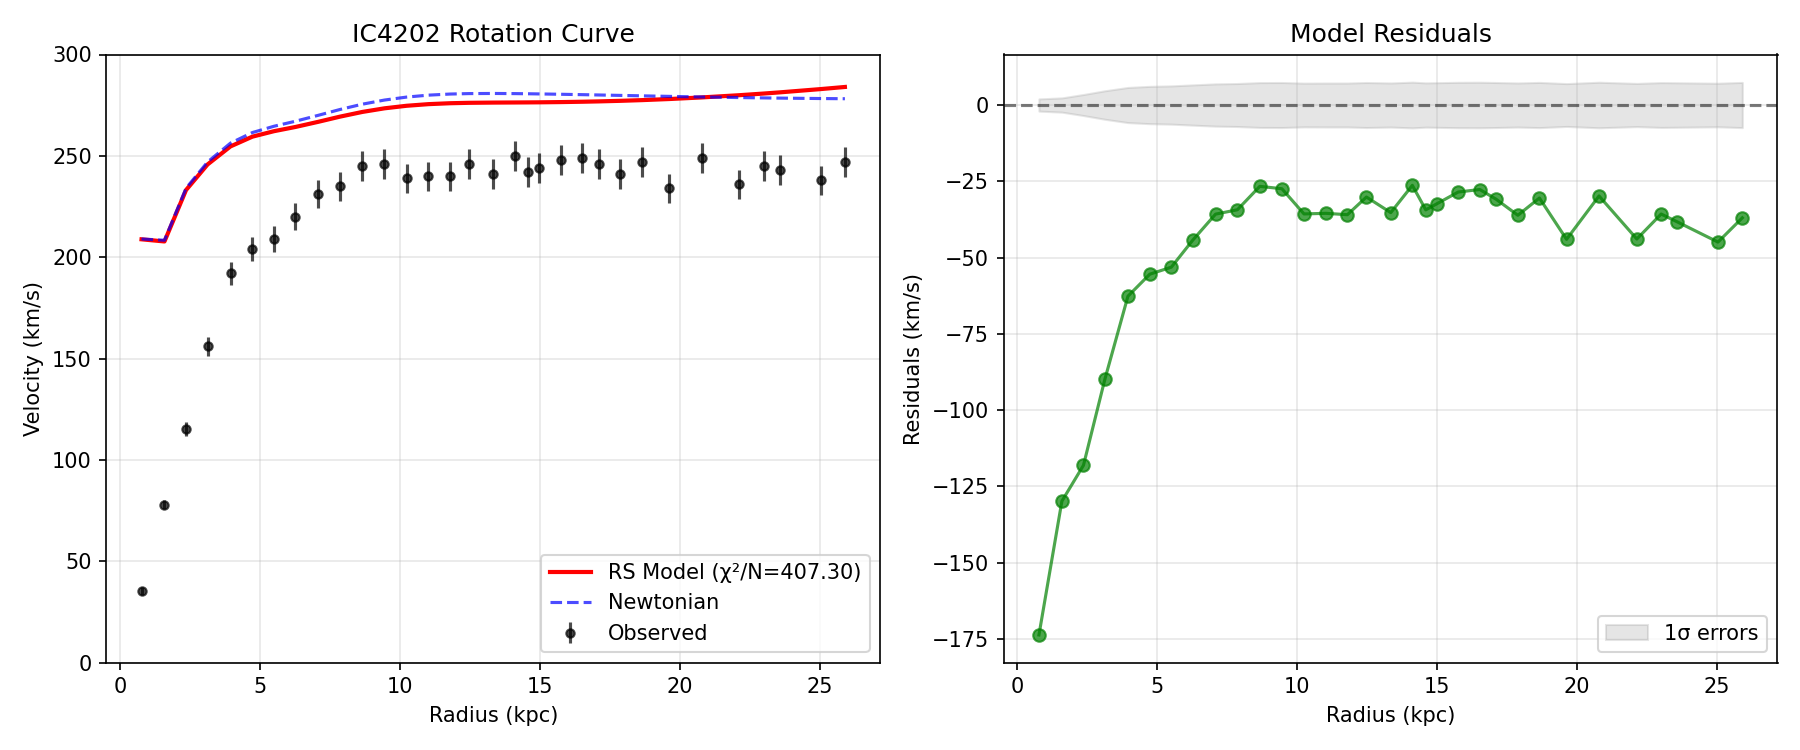 IC4202 Rotation Curve
300
250
200
150
100
50
0
Velocity (km/s)
0
5
10
15
20
25
Radius (kpc)
RS Model (χ²/N=407.30)
Newtonian
Observed
Model Residuals
0
−25
−50
−75
−100
−125
−150
−175
Residuals (km/s)
0
5
10
15
20
25
Radius (kpc)
1σ errors